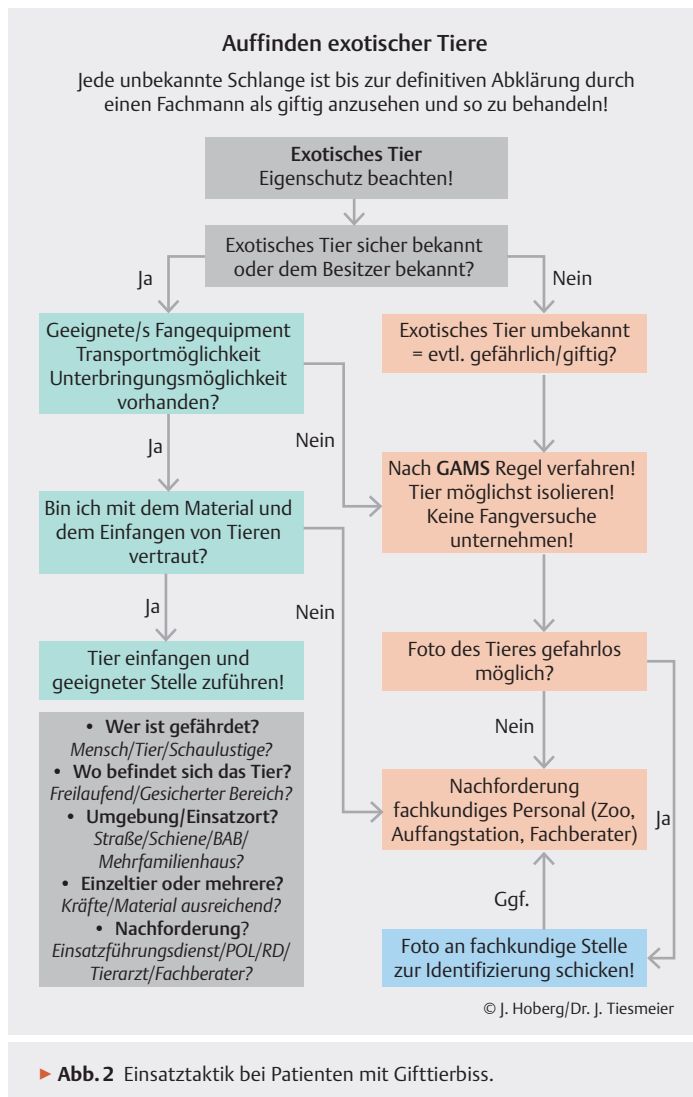 Auffinden exotischer Tiere
Jede unbekannte Schlange ist bis zur definitiven Abklärung durch
einen Fachmann als giftig anzusehen und so zu behandeln!
Exotisches Tier
Eigenschutz beachten!
Exotisches Tier sicher bekannt
oder dem Besitzer bekannt?
Ja
Nein
Geeignete/s Fangequipment
Transportmöglichkeit
Unterbringungsmöglichkeit
vorhanden?
Exotisches Tier umbekannt
= evtl. gefährlich/giftig?
Ja
Nein
Nach GAMS Regel verfahren!
Tier möglichst isolieren!
Keine Fangversuche
unternehmen!
Bin ich mit dem Material und
dem Einfangen von Tieren
vertraut?
Ja
Nein
Tier einfangen und
geeigneter Stelle zuführen!
Foto des Tieres gefahrlos
möglich?
Nein
Ja
• Wer ist gefährdet?
Mensch/Tier/Schaulustige?
• Wo befindet sich das Tier?
Freilaufend/Gesicherter Bereich?
• Umgebung/Einsatzort?
Straße/Schiene/BAB/
Mehrfamilienhaus?
• Einzeltier oder mehrere?
Kräfte/Material ausreichend?
• Nachforderung?
Einsatzführungsdienst/POL/RD/
Tierarzt/Fachberater?
Nachforderung
fachkundiges Personal (Zoo,
Auffangstation, Fachberater)
Ggf.
Foto an fachkundige Stelle
zur Identifizierung schicken!
© J. Hoberg/Dr. J. Tiesmeier
▶ Abb. 2 Einsatztaktik bei Patienten mit Gifttierbiss.